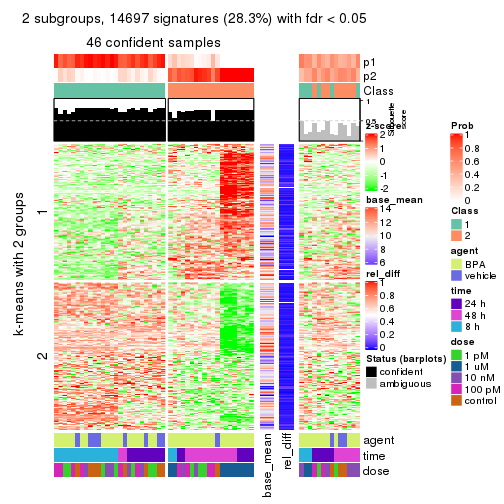 2 subgroups, 14697 signatures (28.3%) with fdr < 0.05
46 confident samples
p1
p2
Class
1
0.5
0
Silhouette
score
k-means with 2 groups
1
2
z-score
2
1
0
-1
-2
base_mean
14
12
10
8
6
rel_diff
1
0.8
0.6
0.4
0.2
0
Status (barplots)
confident
ambiguous
Prob
1
0.8
0.6
0.4
0.2
0
Class
1
2
agent
BPA
vehicle
time
24 h
48 h
8 h
dose
1 pM
1 uM
10 nM
100 pM
control
agent
time
dose
base_mean
rel_diff